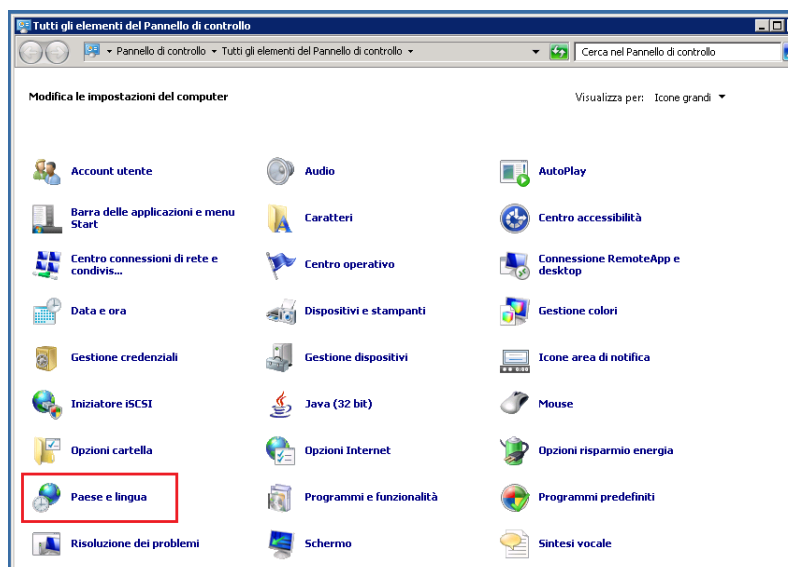 Tutti gli elementi del Pannello di controllo
Pannello di controllo Tutti gli elementi del Pannello di controllo
Cerca nel Pannello di controllo
Modifica le impostazioni del computer
Visualizza per: Icone grandi
Account utente
Audio
AutoPlay
Barra delle applicazioni e menu
Start
Caratteri
Centro accessibilità
Centro connessioni di rete e
condivis...
Centro operativo
Connessione RemoteApp e
desktop
Data e ora
Dispositivi e stampanti
Gestione colori
Gestione credenziali
Gestione dispositivi
Icone area di notifica
Iniziatore iSCSI
Java (32 bit)
Mouse
Opzioni cartella
Opzioni Internet
Opzioni risparmio energia
Paese e lingua
Programmi e funzionalità
Programmi predefiniti
Risoluzione dei problemi
Schermo
Sintesi vocale